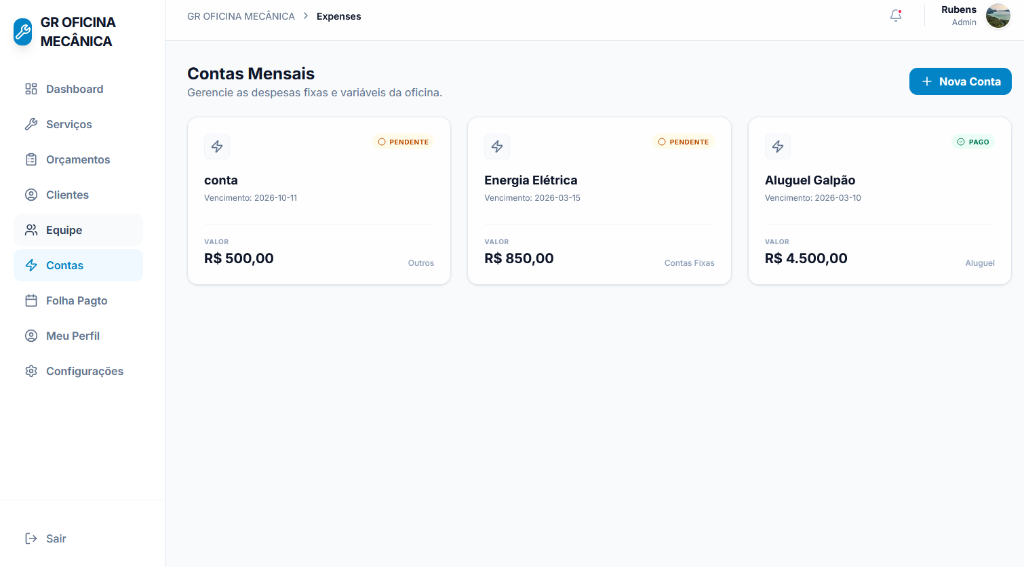 GR OFICINA
MECÂNICA
Dashboard
Serviços
Orçamentos
Clientes
Equipe
Contas
Folha Pagto
Meu Perfil
Configurações
Sair
GR OFICINA MECÂNICA > Expenses
Rubens
Admin
Contas Mensais
Gerencie as despesas fixas e variáveis da oficina.
+ Nova Conta
PENDENTE
conta
Vencimento: 2026-10-11
VALOR
R$ 500,00
Outros
PENDENTE
Energia Elétrica
Vencimento: 2026-03-15
VALOR
R$ 850,00
Contas Fixas
PAGO
Aluguel Galpão
Vencimento: 2026-03-10
VALOR
R$ 4.500,00
Aluguel